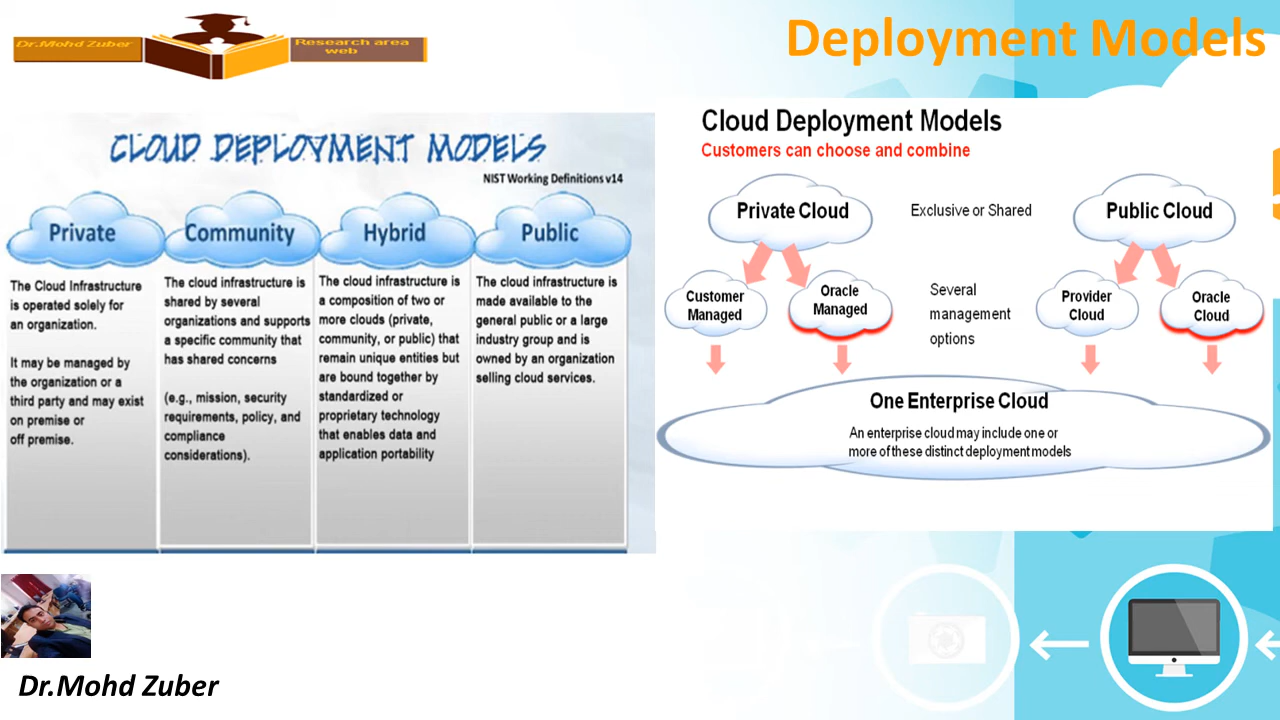 Dr.Mohd Zuber
Research area
web
Deployment Models
CLOUD DEPLOYMENT MODELS
NIST Working Definitions v14
Private
The Cloud Infrastructure
is operated solely for
an organization.
It may be managed by
the organization or a
third party and may exist
on premise or
off premise.
Community
The cloud infrastructure is
shared by several
organizations and supports
a specific community that
has shared concerns
(e.g., mission, security
requirements, policy, and
compliance
considerations).
Hybrid
The cloud infrastructure is
a composition of two or
more clouds (private,
community, or public) that
remain unique entities but
are bound together by
standardized or
proprietary technology
that enables data and
application portability
Public
The cloud infrastructure is
made available to the
general public or a large
industry group and is
owned by an organization
selling cloud services.
Cloud Deployment Models
Customers can choose and combine
Private Cloud
Exclusive or Shared
Public Cloud
Customer
Managed
Oracle
Managed
Several
management
options
Provider
Cloud
Oracle
Cloud
One Enterprise Cloud
An enterprise cloud may include one or
more of these distinct deployment models
Dr.Mohd Zuber